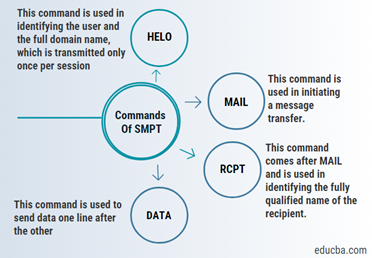 This command is used in
identifying the user and
the full domain name,
which is transmitted only
once per session
HELO
Commands
Of SMPT
MAIL
This command is
used in initiating
a message
transfer.
RCPT
This command
comes after MAIL
and is used in
identifying the fully
qualified name of the
recipient.
This command is used to
send data one line after
the other
DATA
educba.com